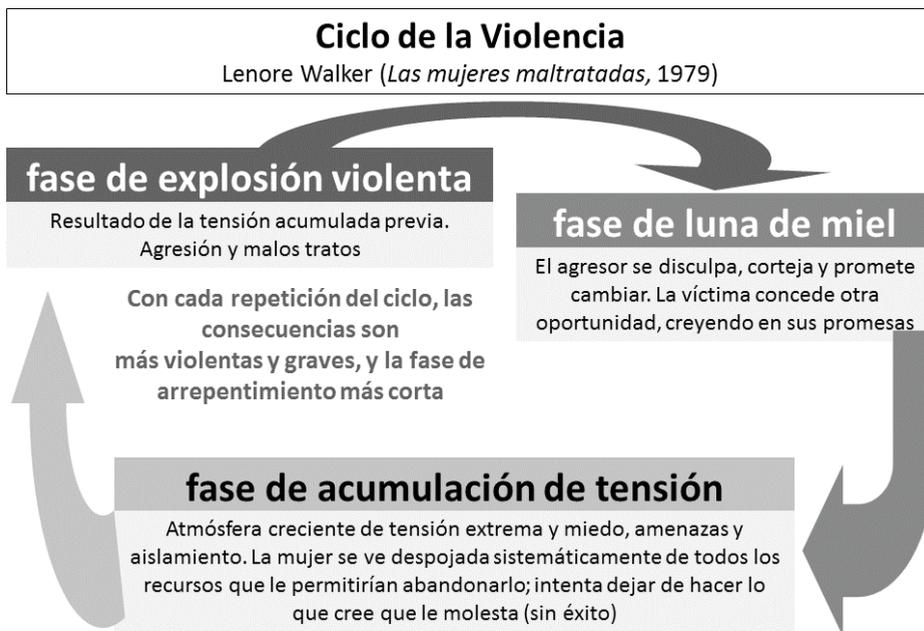 Ciclo de la Violencia
Lenore Walker (Las mujeres maltratadas, 1979)
fase de explosión violenta
Resultado de la tensión acumulada previa.
Agresión y malos tratos
fase de luna de miel
El agresor se disculpa, corteja y promete
cambiar. La víctima concede otra
oportunidad, creyendo en sus promesas
Con cada repetición del ciclo, las
consecuencias son
más violentas y graves, y la fase de
arrepentimiento más corta
fase de acumulación de tensión
Atmósfera creciente de tensión extrema y miedo, amenazas y
aislamiento. La mujer se ve despojada sistemáticamente de todos los
recursos que le permitirían abandonarlo; intenta dejar de hacer lo
que cree que le molesta (sin éxito)